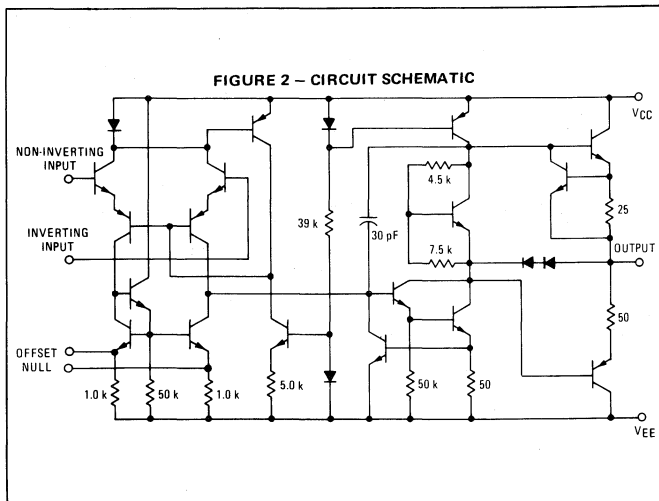 FIGURE 2 – CIRCUIT SCHEMATIC
VCC
NON-INVERTING
INPUT
4.5 k
25
39 k
30 pF
INVERTING
INPUT
7.5 k
OUTPUT
50
OFFSET
NULL
1.0 k
50 k
1.0 k
5.0 k
50 k
50
VEE